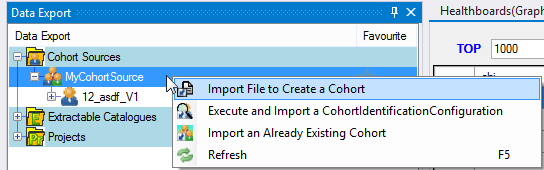 Data Export
Healthboards(Graph
Data Export Favourite
TOP 1000
Cohort Sources
MyCohortSource
12_asdf_V1
Extractable Catalogues
Projects
Import File to Create a Cohort
Execute and Import a CohortIdentificationConfiguration
Import an Already Existing Cohort
Refresh F5